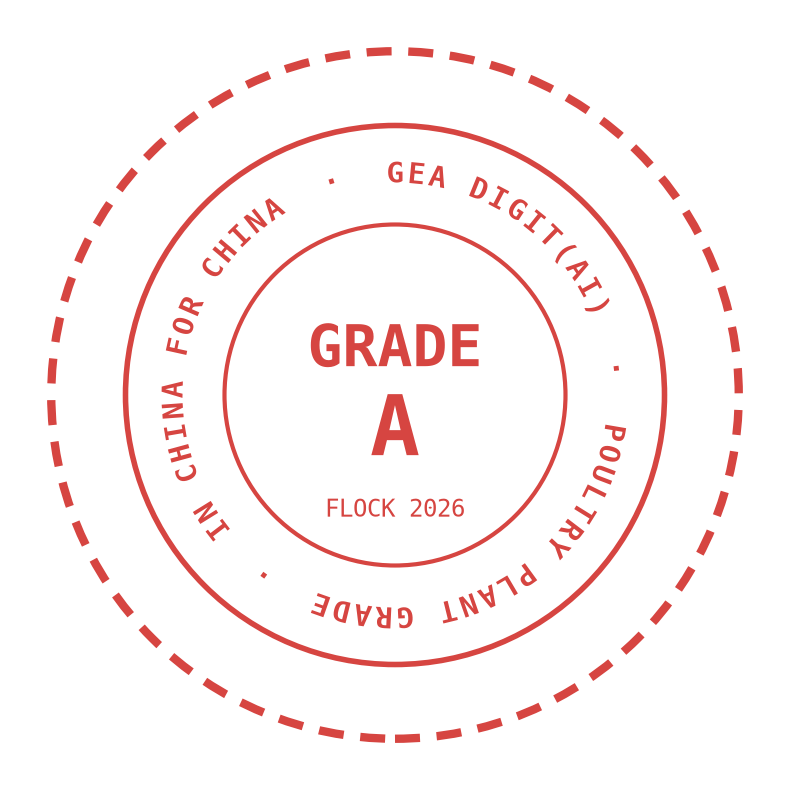 GEA DIGIT(AI) · POULTRY PLANT GRADE · IN CHINA FOR CHINA ·
GRADE
A
FLOCK 2026